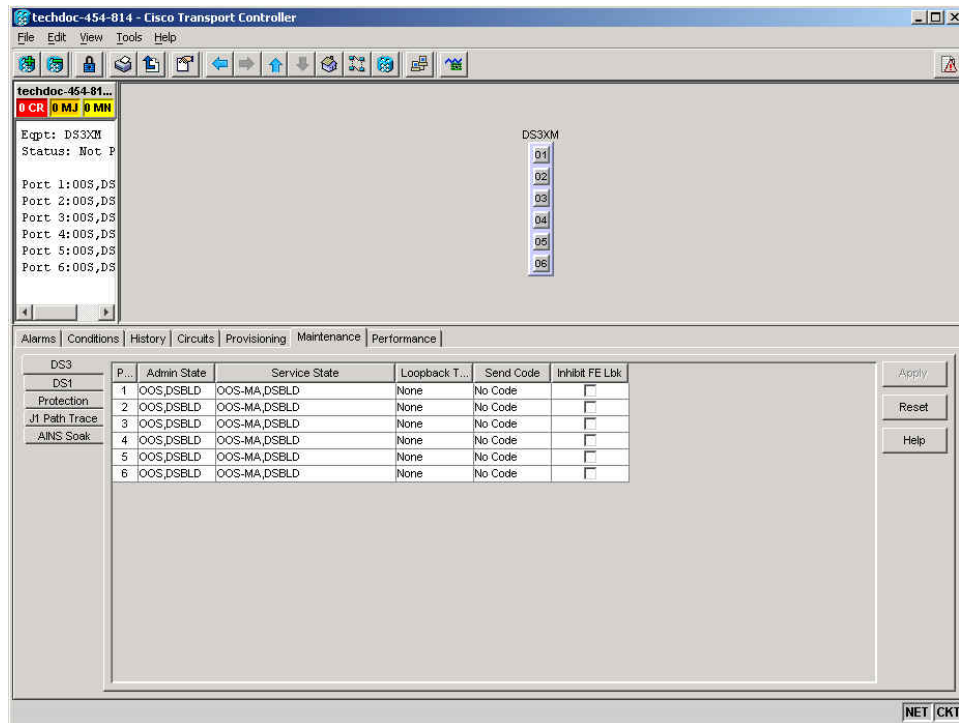 techdoc-454-814 - Cisco Transport Controller
File Edit View Tools Help
techdoc-454-81...
0 CR 0 MJ 0 MN
Eqpt: DS3XM
Status: Not P
Port 1:OOS,DS
Port 2:OOS,DS
Port 3:OOS,DS
Port 4:OOS,DS
Port 5:OOS,DS
Port 6:OOS,DS
DS3XM
01
02
03
04
05
06
Alarms Conditions History Circuits Provisioning Maintenance Performance
DS3
DS1
Protection
J1 Path Trace
AINS Soak
P... Admin State Service State Loopback T... Send Code Inhibit FE Lbk
1 OOS,DSBLD OOS-MA,DSBLD None No Code
2 OOS,DSBLD OOS-MA,DSBLD None No Code
3 OOS,DSBLD OOS-MA,DSBLD None No Code
4 OOS,DSBLD OOS-MA,DSBLD None No Code
5 OOS,DSBLD OOS-MA,DSBLD None No Code
6 OOS,DSBLD OOS-MA,DSBLD None No Code
Apply
Reset
Help
NET CKT